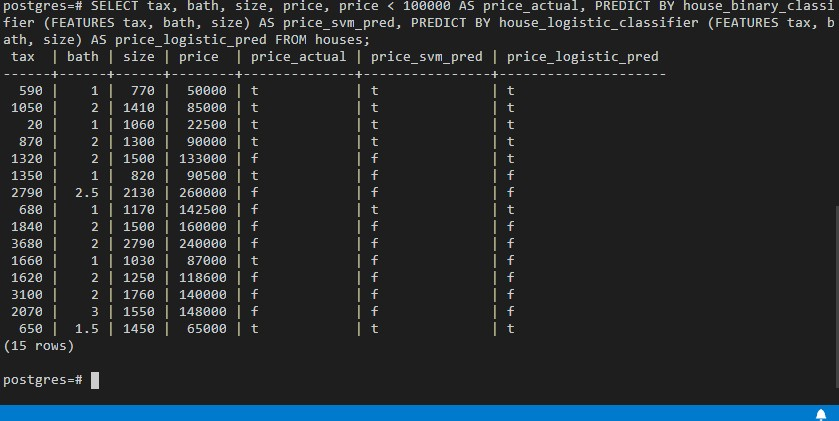 postgres=# SELECT tax, bath, size, price, price < 100000 AS price_actual, PREDICT BY house_binary_classi
fier (FEATURES tax, bath, size) AS price_svm_pred, PREDICT BY house_logistic_classifier (FEATURES tax, b
ath, size) AS price_logistic_pred FROM houses;
 tax  | bath | size | price  | price_actual | price_svm_pred | price_logistic_pred
------+------+------+--------+--------------+----------------+---------------------
  590 |    1 |  770 |  50000 | t            | t              | t
 1050 |    2 | 1410 |  85000 | t            | t              | t
   20 |    1 | 1060 |  22500 | t            | t              | t
  870 |    2 | 1300 |  90000 | t            | t              | t
 1320 |    2 | 1500 | 133000 | f            | f              | t
 1350 |    1 |  820 |  90500 | t            | f              | f
 2790 |  2.5 | 2130 | 260000 | f            | f              | f
  680 |    1 | 1170 | 142500 | f            | t              | t
 1840 |    2 | 1500 | 160000 | f            | f              | f
 3680 |    2 | 2790 | 240000 | f            | f              | f
 1660 |    1 | 1030 |  87000 | t            | f              | f
 1620 |    2 | 1250 | 118600 | f            | f              | f
 3100 |    2 | 1760 | 140000 | f            | f              | f
 2070 |    3 | 1550 | 148000 | f            | f              | f
  650 |  1.5 | 1450 |  65000 | t            | t              | t
(15 rows)
postgres=#